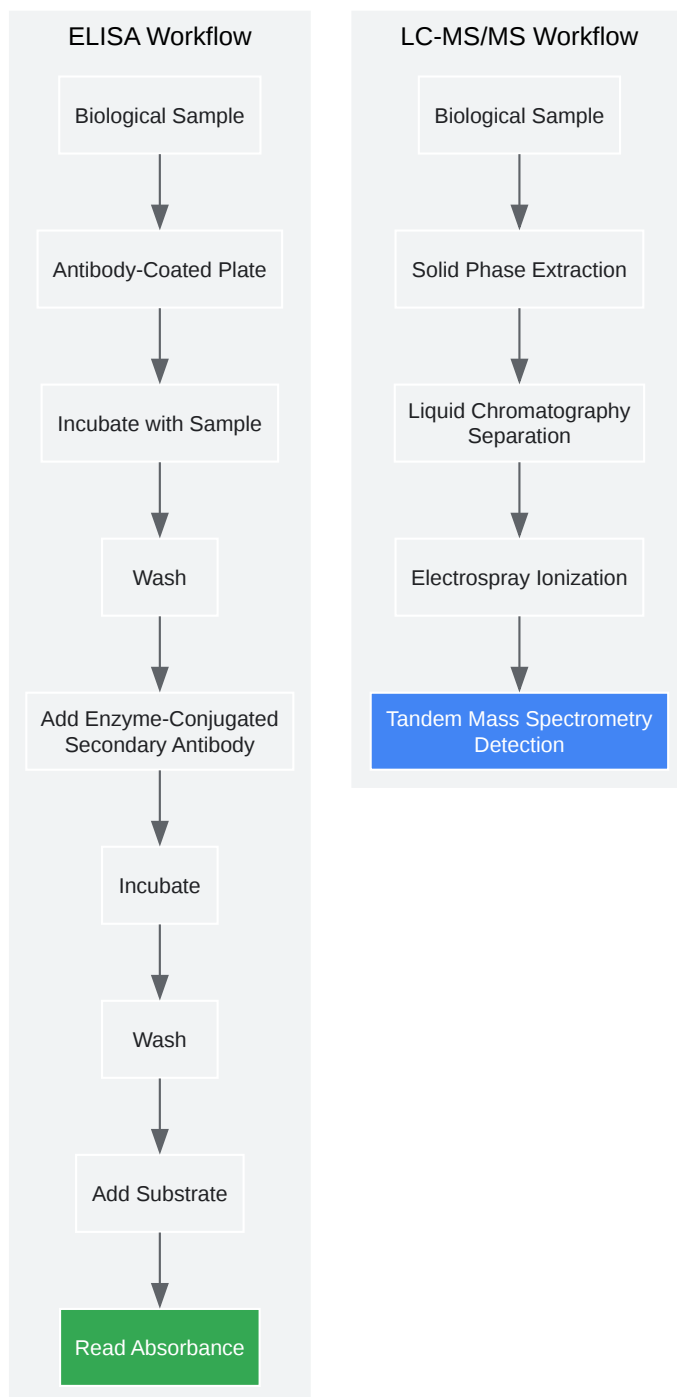 ELISA Workflow
Biological Sample
Antibody-Coated Plate
Incubate with Sample
Wash
Add Enzyme-Conjugated
Secondary Antibody
Incubate
Wash
Add Substrate
Read Absorbance
LC-MS/MS Workflow
Biological Sample
Solid Phase Extraction
Liquid Chromatography
Separation
Electrospray Ionization
Tandem Mass Spectrometry
Detection